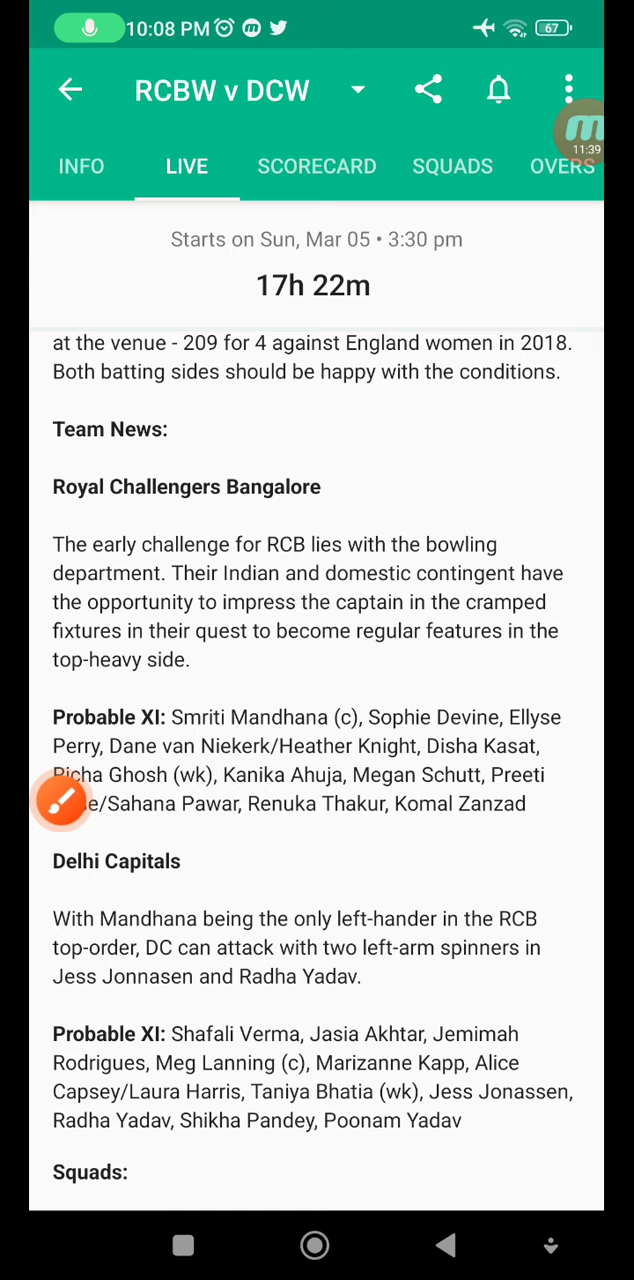 10:08 PM
67
RCBW v DCW
11:39
INFO LIVE SCORECARD SQUADS OVERS
Starts on Sun, Mar 05 • 3:30 pm
17h 22m
at the venue - 209 for 4 against England women in 2018.
Both batting sides should be happy with the conditions.
Team News:
Royal Challengers Bangalore
The early challenge for RCB lies with the bowling
department. Their Indian and domestic contingent have
the opportunity to impress the captain in the cramped
fixtures in their quest to become regular features in the
top-heavy side.
Probable XI: Smriti Mandhana (c), Sophie Devine, Ellyse
Perry, Dane van Niekerk/Heather Knight, Disha Kasat,
Richa Ghosh (wk), Kanika Ahuja, Megan Schutt, Preeti
e/Sahana Pawar, Renuka Thakur, Komal Zanzad
Delhi Capitals
With Mandhana being the only left-hander in the RCB
top-order, DC can attack with two left-arm spinners in
Jess Jonnasen and Radha Yadav.
Probable XI: Shafali Verma, Jasia Akhtar, Jemimah
Rodrigues, Meg Lanning (c), Marizanne Kapp, Alice
Capsey/Laura Harris, Taniya Bhatia (wk), Jess Jonassen,
Radha Yadav, Shikha Pandey, Poonam Yadav
Squads: